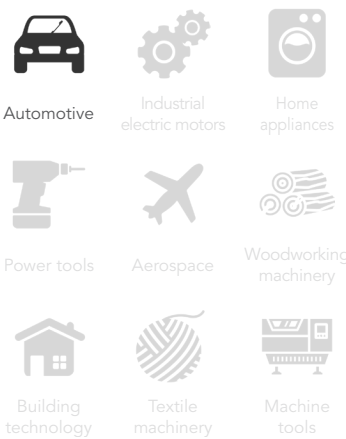 Automotive
Industrial
electric motors
Home
appliances
Power tools
Aerospace
Woodworking
machinery
Building
technology
Textile
machinery
Machine
tools